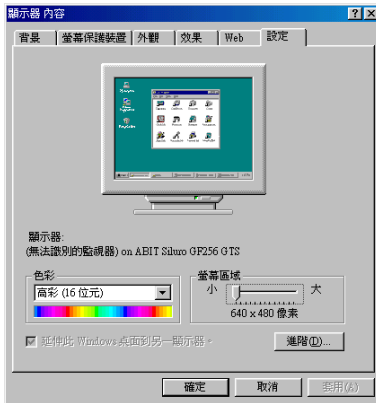 顯示器 內容
背景
螢幕保護裝置
外觀
效果
Web
設定
顯示器:
(無法識別的監視器) on ABIT Siluro GF256 GTS
色彩
高彩 (16 位元)
螢幕區域
小
大
640 x 480 像素
延伸此 Windows 桌面到另一顯示器。
進階(D)...
確定
取消
套用(A)